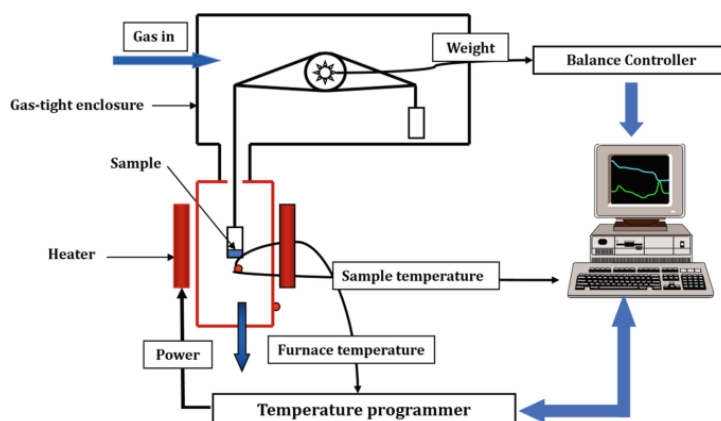 Gas in
Weight
Balance Controller
Gas-tight enclosure
Sample
Heater
Sample temperature
Furnace temperature
Power
Temperature programmer